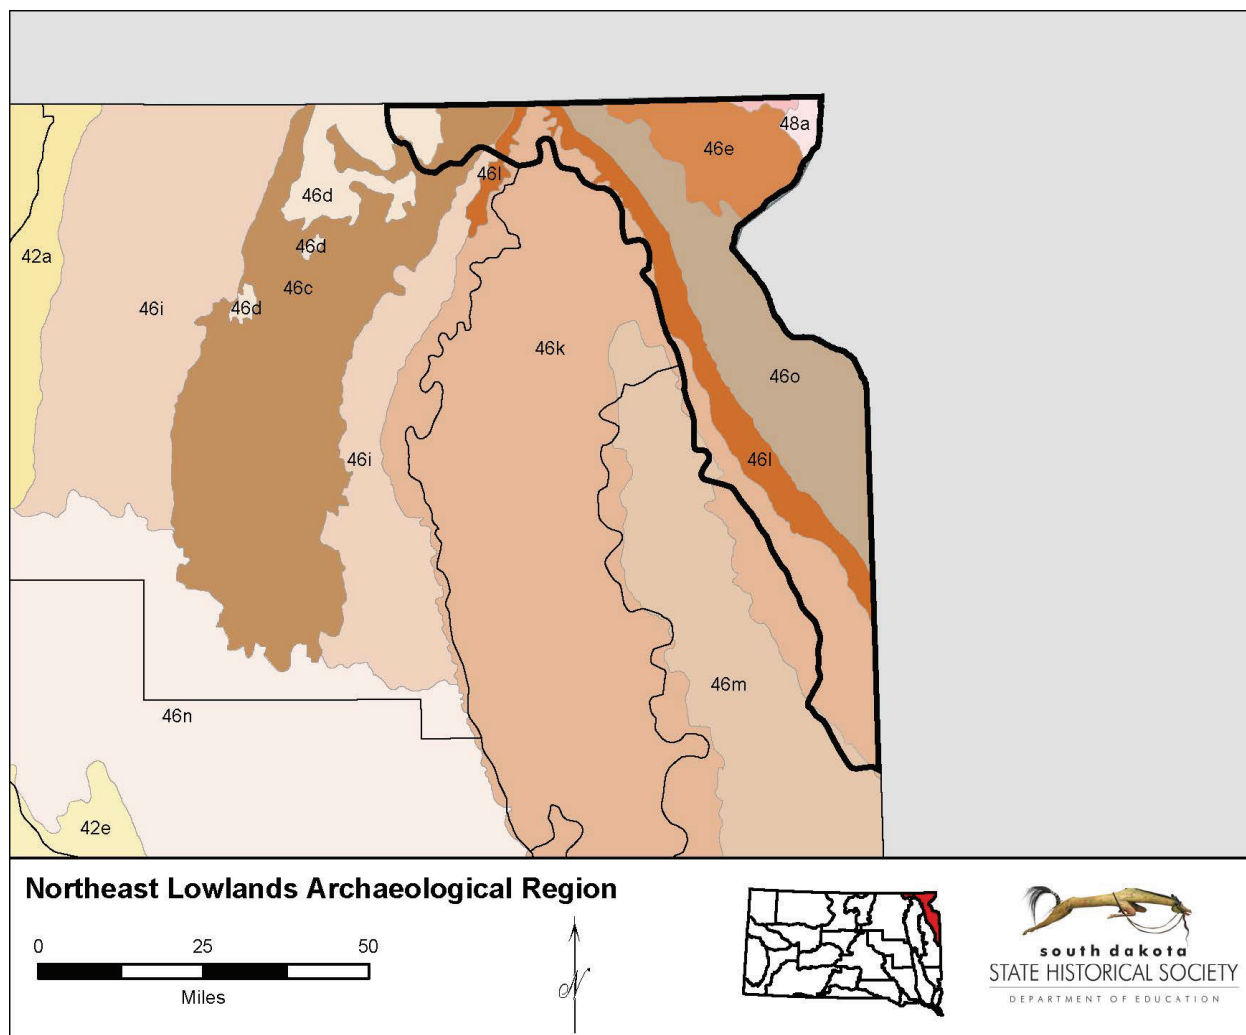 48a
46e
46l
46d
46d
42a
46c
46i
46d
46k
46o
46i
46l
46m
46n
42e
Northeast Lowlands Archaeological Region
0 25 50
Miles
N
south dakota
STATE HISTORICAL SOCIETY
DEPARTMENT OF EDUCATION